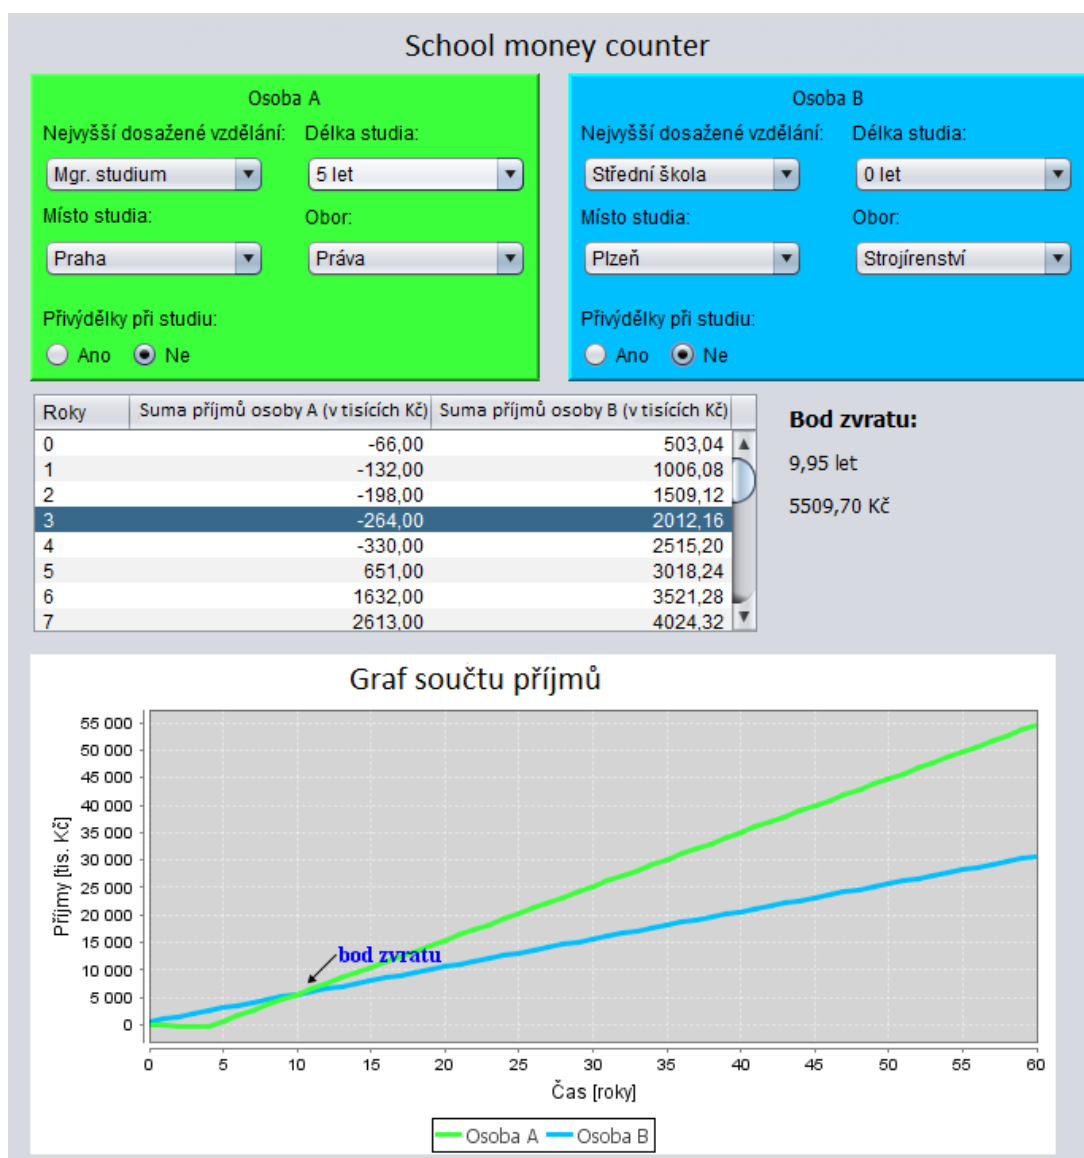 School money counter
Osoba A
Nejvyšší dosažené vzdělání: Délka studia:
Mgr. studium 5 let
Místo studia: Obor:
Praha Práva
Přivýdělky při studiu:
Ano Ne
Osoba B
Nejvyšší dosažené vzdělání: Délka studia:
Střední škola 0 let
Místo studia: Obor:
Plzeň Strojírenství
Přivýdělky při studiu:
Ano Ne
Roky Suma příjmů osoby A (v tisících Kč) Suma příjmů osoby B (v tisících Kč)
0 -66,00 503,04
1 -132,00 1006,08
2 -198,00 1509,12
3 -264,00 2012,16
4 -330,00 2515,20
5 651,00 3018,24
6 1632,00 3521,28
7 2613,00 4024,32
Bod zvratu:
9,95 let
5509,70 Kč
Graf součtu příjmů
Příjmy [tis. Kč]
55 000
50 000
45 000
40 000
35 000
30 000
25 000
20 000
15 000
10 000
5 000
0
bod zvratu
0 5 10 15 20 25 30 35 40 45 50 55 60
Čas [roky]
Osoba A Osoba B